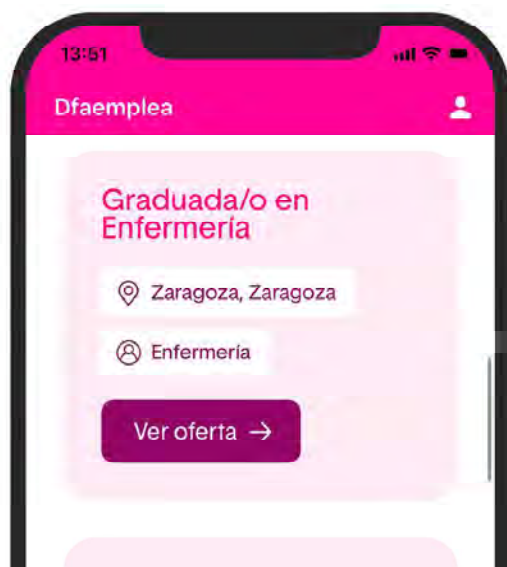 13:51
Dfaemplea
Graduada/o en
Enfermería
Zaragoza, Zaragoza
Enfermería
Ver oferta →